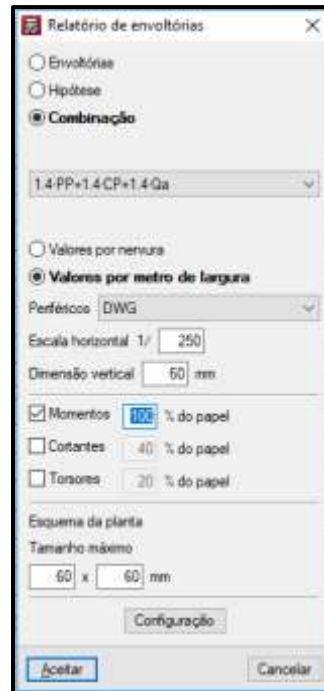 Relatório de envoltórias
Envoltórias
Hipótese
Combinação
1.4·PP+1.4·CP+1.4·Qa
Valores por nervura
Valores por metro de largura
Periféricos DWG
Escala horizontal 1/ 250
Dimensão vertical 60 mm
Momentos 100 % do papel
Cortantes 40 % do papel
Torsores 20 % do papel
Esquema da planta
Tamanho máximo
60 x 60 mm
Configuração
Aceitar Cancelar